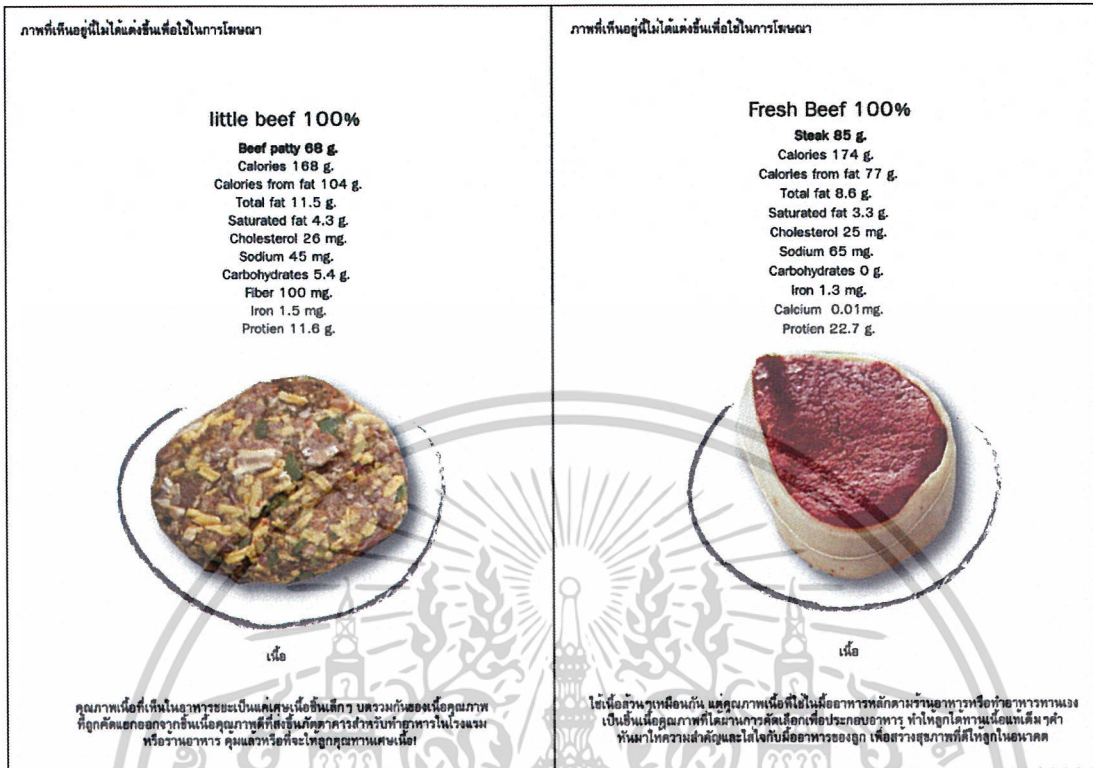 ภาพที่เห็นอยู่นี้ไม่ได้แต่งขึ้นเพื่อใช้ในการโฆษณา
little beef 100%
Beef patty 68 g.
Calories 168 g.
Calories from fat 104 g.
Total fat 11.5 g.
Saturated fat 4.3 g.
Cholesterol 26 mg.
Sodium 45 mg.
Carbohydrates 5.4 g.
Fiber 100 mg.
Iron 1.5 mg.
Protien 11.6 g.
เนื้อ
คุณภาพเนื้อที่เห็นในอาหารขยะเป็นแค่เศษเนื้อชิ้นเล็กๆ บดรวมกันของเนื้อคุณภาพ
ที่ถูกคัดแยกออกจากชิ้นเนื้อคุณภาพดีที่ส่งขึ้นภัตตาคารสำหรับทำอาหารในโรงแรม
หรือร้านอาหาร คุ้มแล้วหรือที่จะให้ลูกคุณทานเศษเนื้อ!
ภาพที่เห็นอยู่นี้ไม่ได้แต่งขึ้นเพื่อใช้ในการโฆษณา
Fresh Beef 100%
Steak 85 g.
Calories 174 g.
Calories from fat 77 g.
Total fat 8.6 g.
Saturated fat 3.3 g.
Cholesterol 25 mg.
Sodium 65 mg.
Carbohydrates 0 g.
Iron 1.3 mg.
Calcium 0.01mg.
Protien 22.7 g.
เนื้อ
ใช้เนื้อล้วนๆเหมือนกัน แต่คุณภาพเนื้อที่ใช้ในมื้ออาหารหลักตามร้านอาหารหรือทำอาหารทานเอง
เป็นชิ้นเนื้อคุณภาพที่ได้ผ่านการคัดเลือกเพื่อประกอบอาหาร ทำให้ลูกได้ทานเนื้อแท้เต็มๆคำ
หันมาให้ความสำคัญและใส่ใจกับมื้ออาหารของลูก เพื่อสร้างสุขภาพที่ดีให้ลูกในอนาคต